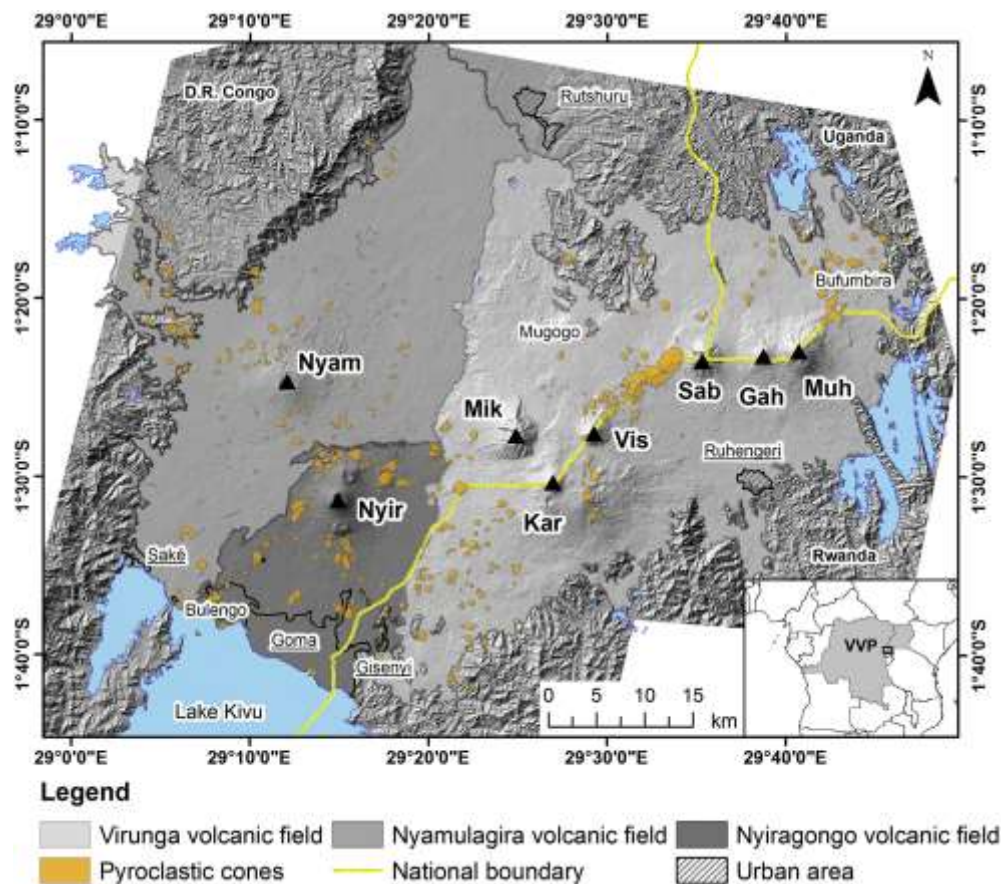 29°0'0"E 29°10'0"E 29°20'0"E 29°30'0"E 29°40'0"E
N
D.R. Congo
Rutshuru
Uganda
1°10'0"S 1°10'0"S
Bufumbira
1°20'0"S 1°20'0"S
Mugogo
Nyam
Sab Gah Muh
Mik
Vis
Ruhengeri
1°30'0"S 1°30'0"S
Nyir
Kar
Saké
Rwanda
Bulengo
Goma
Gisenyi
VVP
1°40'0"S 1°40'0"S
0 5 10 15
km
Lake Kivu
29°0'0"E 29°10'0"E 29°20'0"E 29°30'0"E 29°40'0"E
Legend
Virunga volcanic field Nyamulagira volcanic field Nyiragongo volcanic field
Pyroclastic cones National boundary Urban area